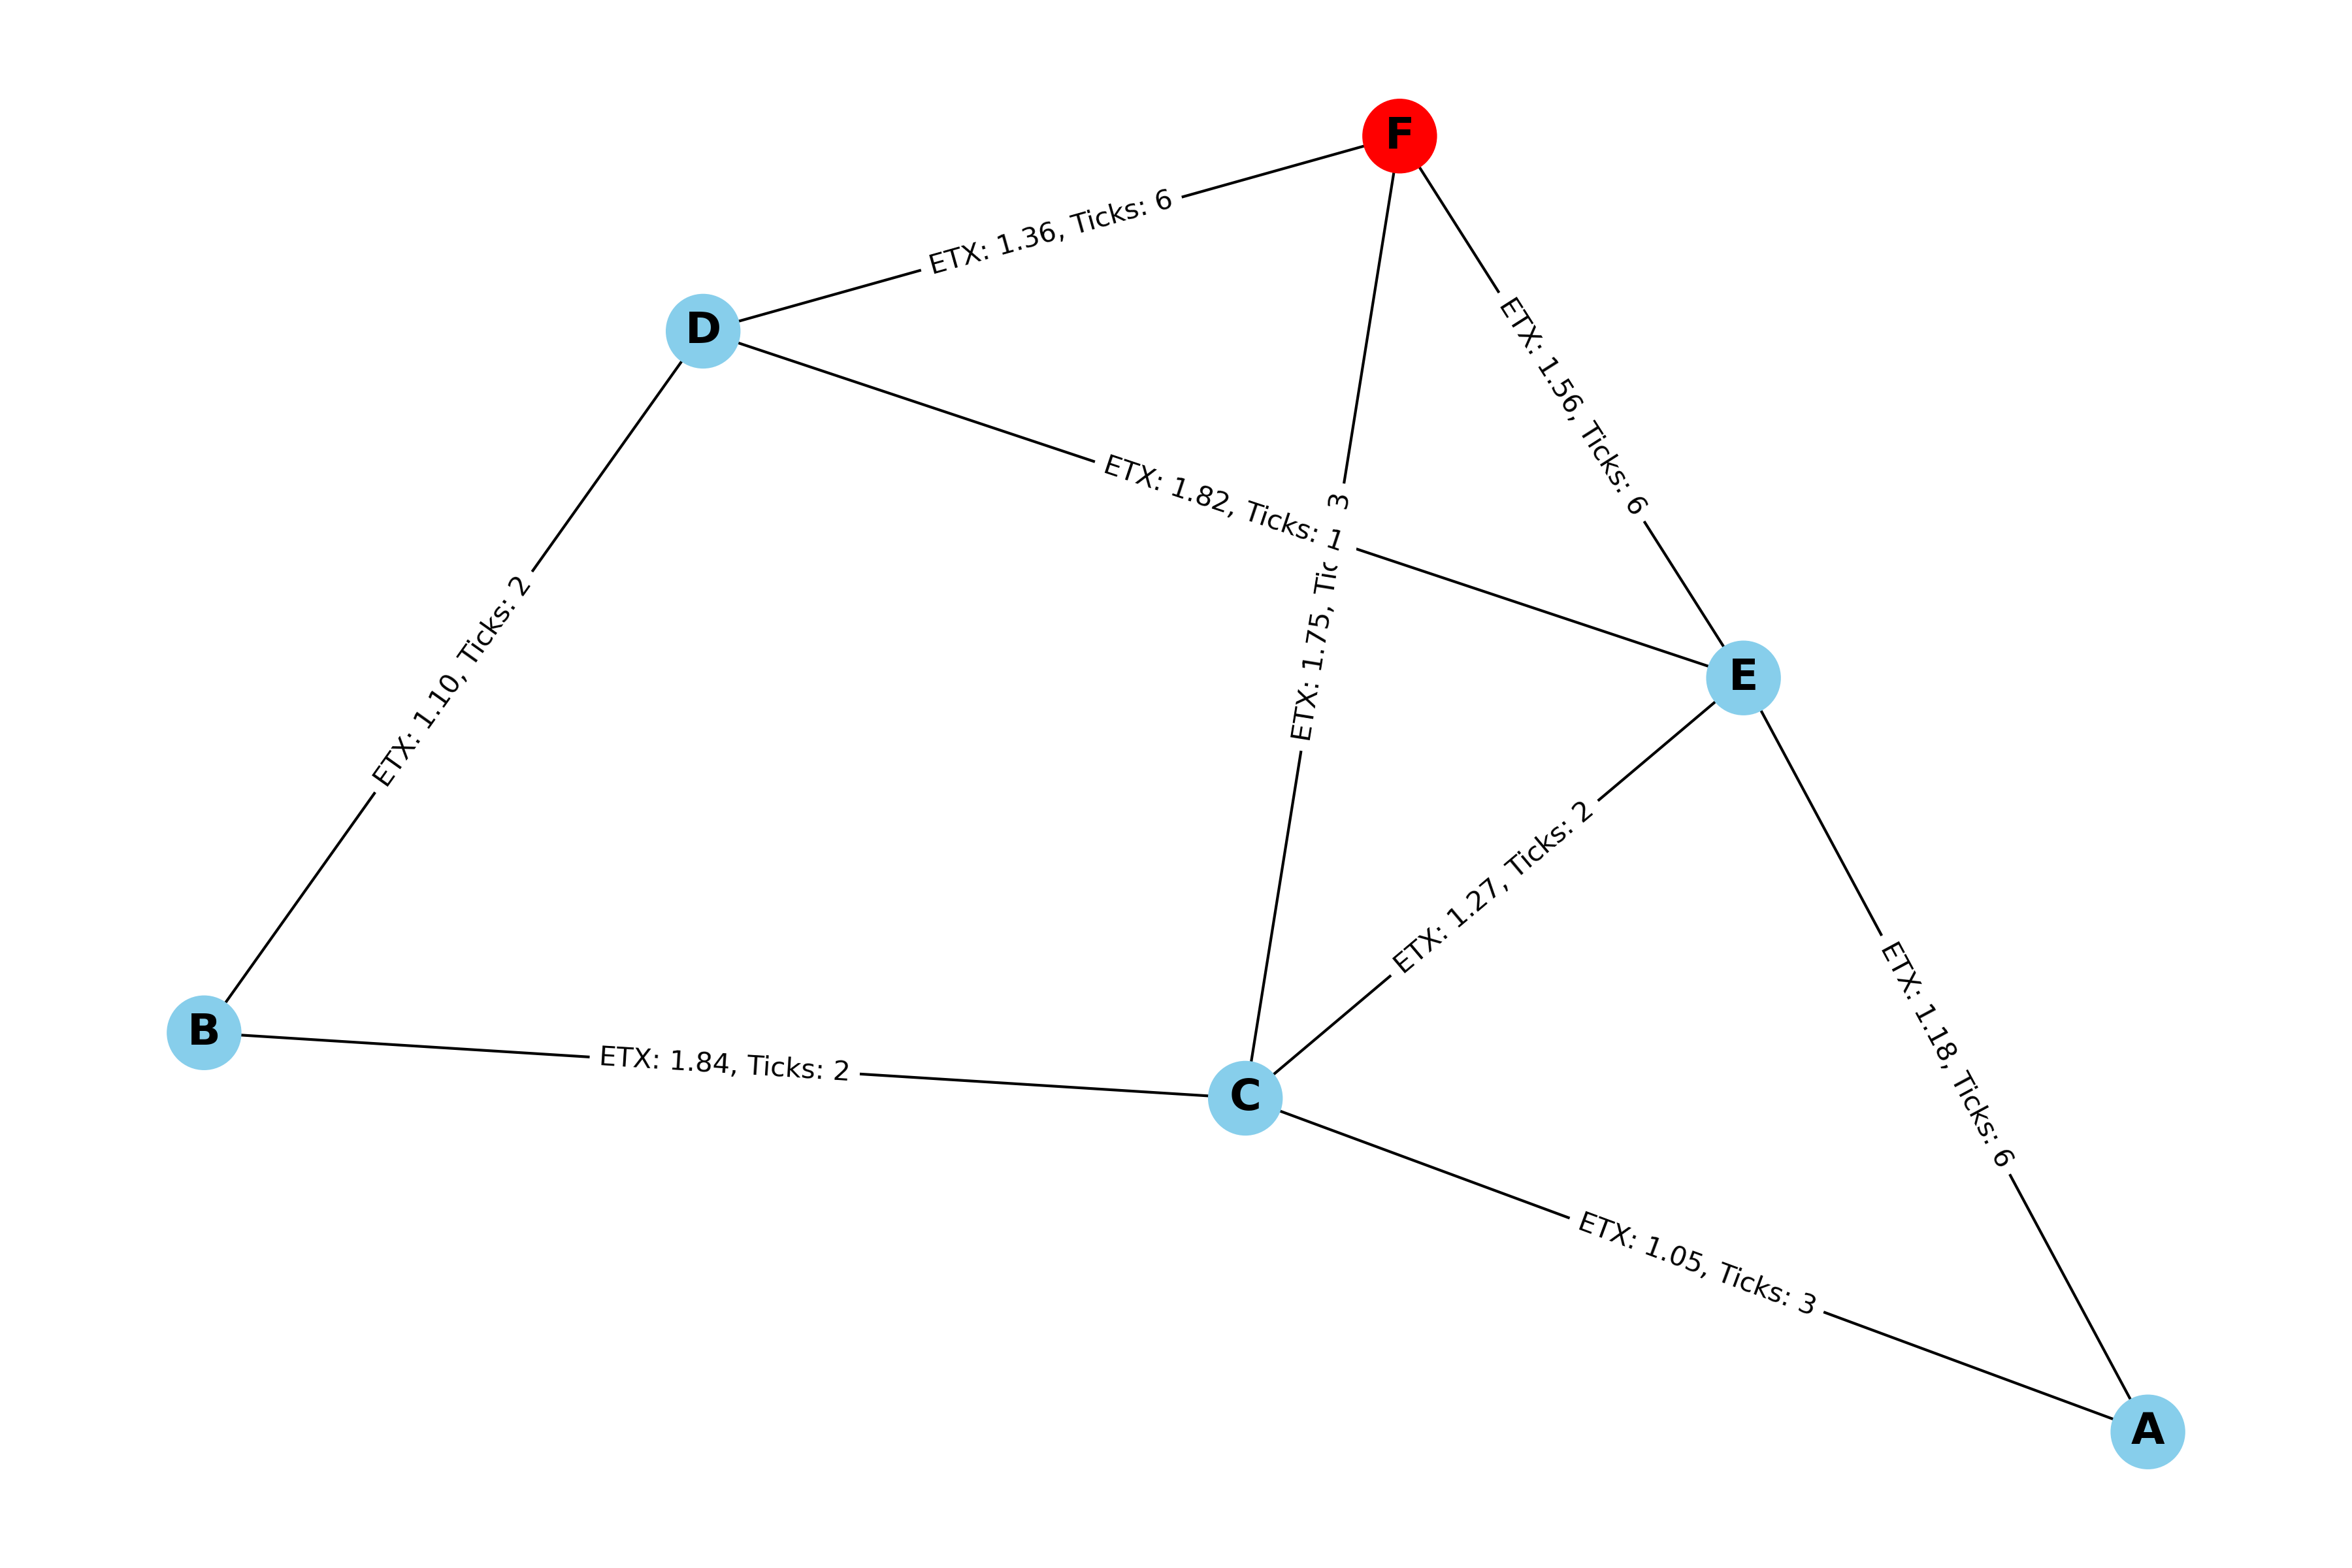 F
ETX: 1.36, Ticks: 6
D
ETX: 1.56, Ticks: 6
ETX: 1.82, Ticks: 1
ETX: 1.75, 3
E
ETX: 1.10, Ticks: 2
ETX: 1.27, Ticks: 2
B
ETX: 1.84, Ticks: 2
C
ETX: 1.18, Ticks: 6
ETX: 1.05, Ticks: 3
A